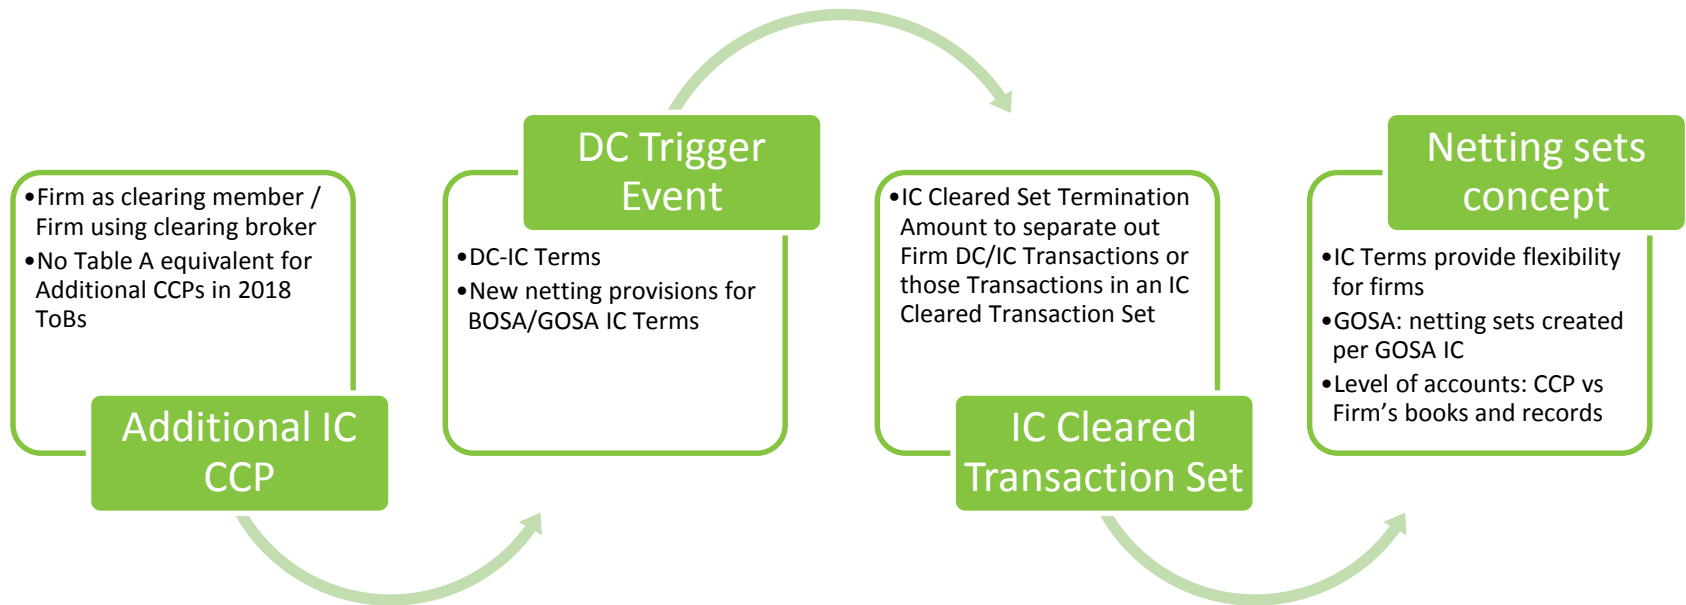 •Firm as clearing member /
Firm using clearing broker
•No Table A equivalent for
Additional CCPs in 2018
ToBs
Additional IC
CCP
DC Trigger
Event
•DC-IC Terms
•New netting provisions for
BOSA/GOSA IC Terms
•IC Cleared Set Termination
Amount to separate out
Firm DC/IC Transactions or
those Transactions in an IC
Cleared Transaction Set
IC Cleared
Transaction Set
Netting sets
concept
•IC Terms provide flexibility
for firms
•GOSA: netting sets created
per GOSA IC
•Level of accounts: CCP vs
Firm’s books and records